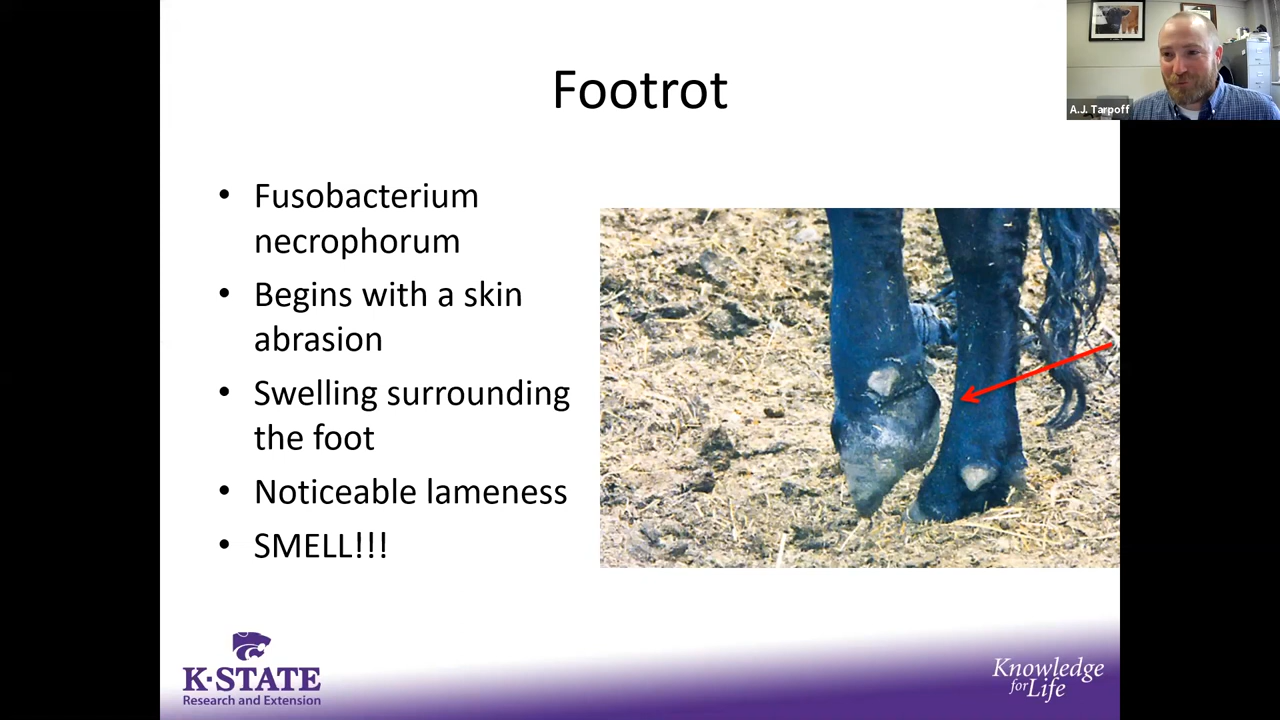 Footrot
A.J. Tarpoff
• Fusobacterium
necrophorum
• Begins with a skin
abrasion
• Swelling surrounding
the foot
• Noticeable lameness
• SMELL!!!
K-STATE
Research and Extension
Knowledge
for Life